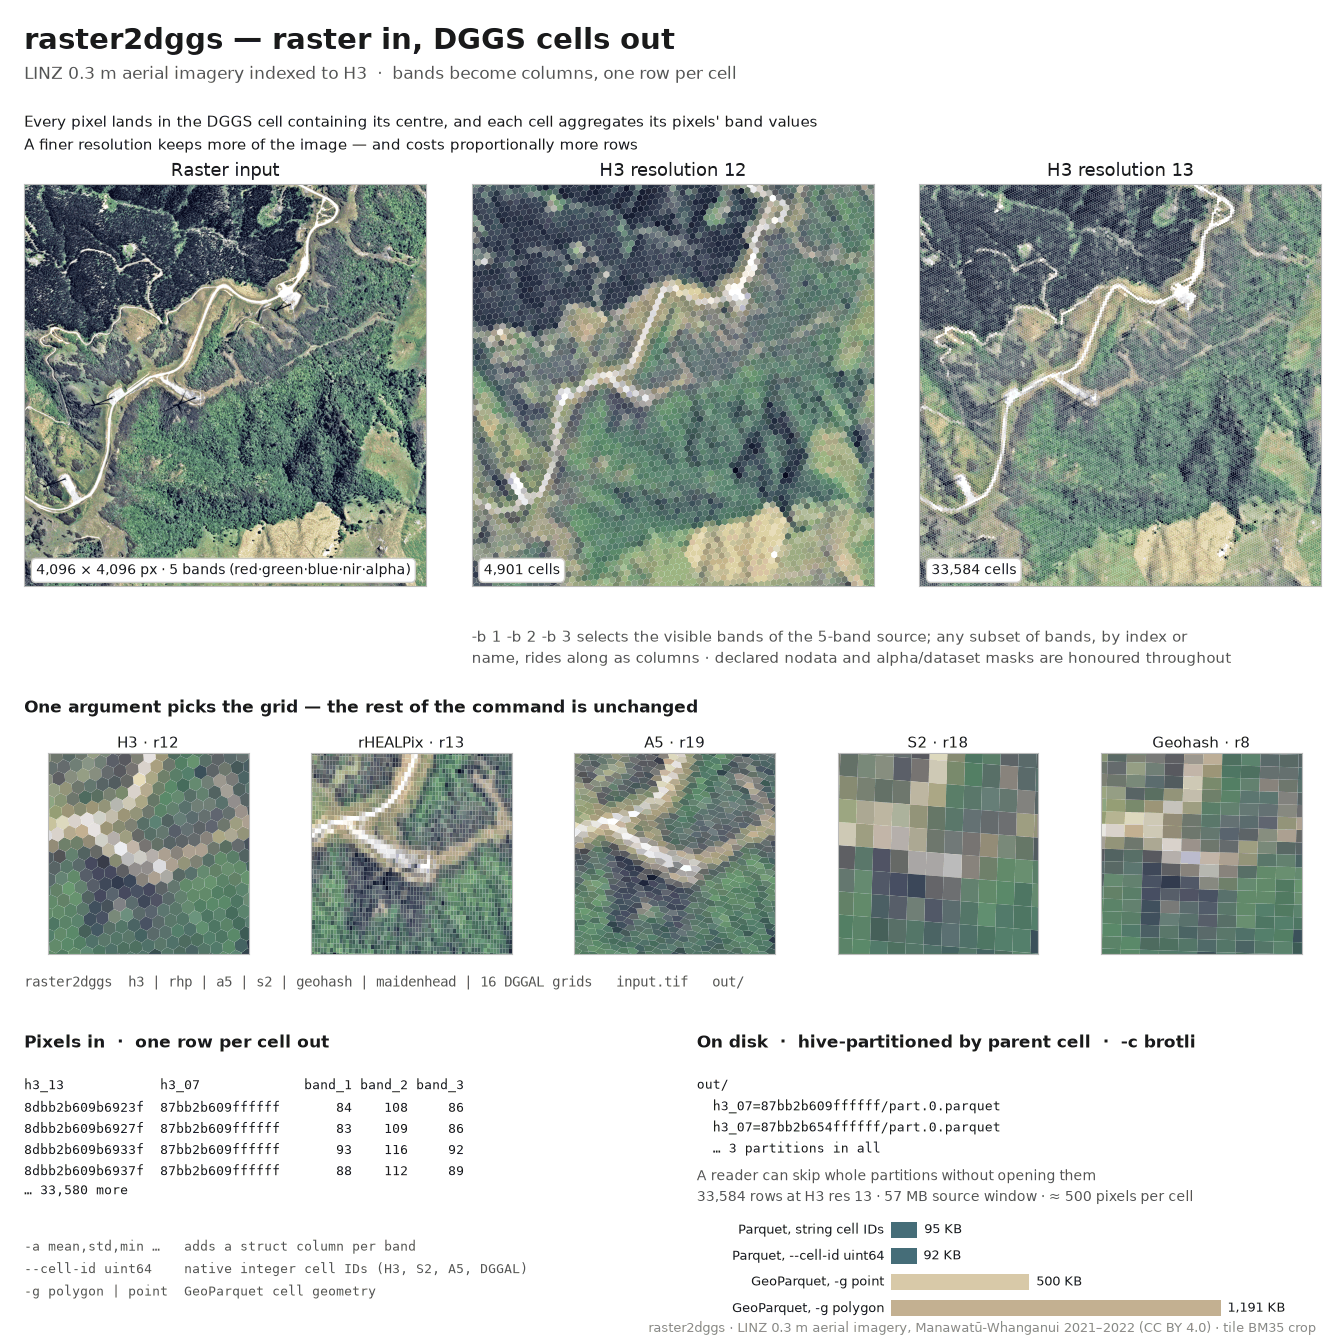 raster2dggs — raster in, DGGS cells out
LINZ 0.3 m aerial imagery indexed to H3 · bands become columns, one row per cell
Every pixel lands in the DGGS cell containing its centre, and each cell aggregates its pixels' band values
A finer resolution keeps more of the image — and costs proportionally more rows
Raster input
H3 resolution 12
H3 resolution 13
4,096 × 4,096 px · 5 bands (red·green·blue·nir·alpha)
4,901 cells
33,584 cells
-b 1 -b 2 -b 3 selects the visible bands of the 5-band source; any subset of bands, by index or
name, rides along as columns · declared nodata and alpha/dataset masks are honoured throughout
One argument picks the grid — the rest of the command is unchanged
H3 · r12
rHEALPix · r13
A5 · r19
S2 · r18
Geohash · r8
raster2dggs  h3 | rhp | a5 | s2 | geohash | maidenhead | 16 DGGAL grids   input.tif   out/
Pixels in · one row per cell out
h3_13            h3_07             band_1 band_2 band_3
8dbb2b609b6923f  87bb2b609ffffff       84    108     86
8dbb2b609b6927f  87bb2b609ffffff       83    109     86
8dbb2b609b6933f  87bb2b609ffffff       93    116     92
8dbb2b609b6937f  87bb2b609ffffff       88    112     89
… 33,580 more
-a mean,std,min …   adds a struct column per band
--cell-id uint64    native integer cell IDs (H3, S2, A5, DGGAL)
-g polygon | point  GeoParquet cell geometry
On disk · hive-partitioned by parent cell · -c brotli
out/
h3_07=87bb2b609ffffff/part.0.parquet
h3_07=87bb2b654ffffff/part.0.parquet
… 3 partitions in all
A reader can skip whole partitions without opening them
33,584 rows at H3 res 13 · 57 MB source window · ≈ 500 pixels per cell
Parquet, string cell IDs 95 KB
Parquet, --cell-id uint64 92 KB
GeoParquet, -g point 500 KB
GeoParquet, -g polygon 1,191 KB
raster2dggs · LINZ 0.3 m aerial imagery, Manawatū-Whanganui 2021–2022 (CC BY 4.0) · tile BM35 crop